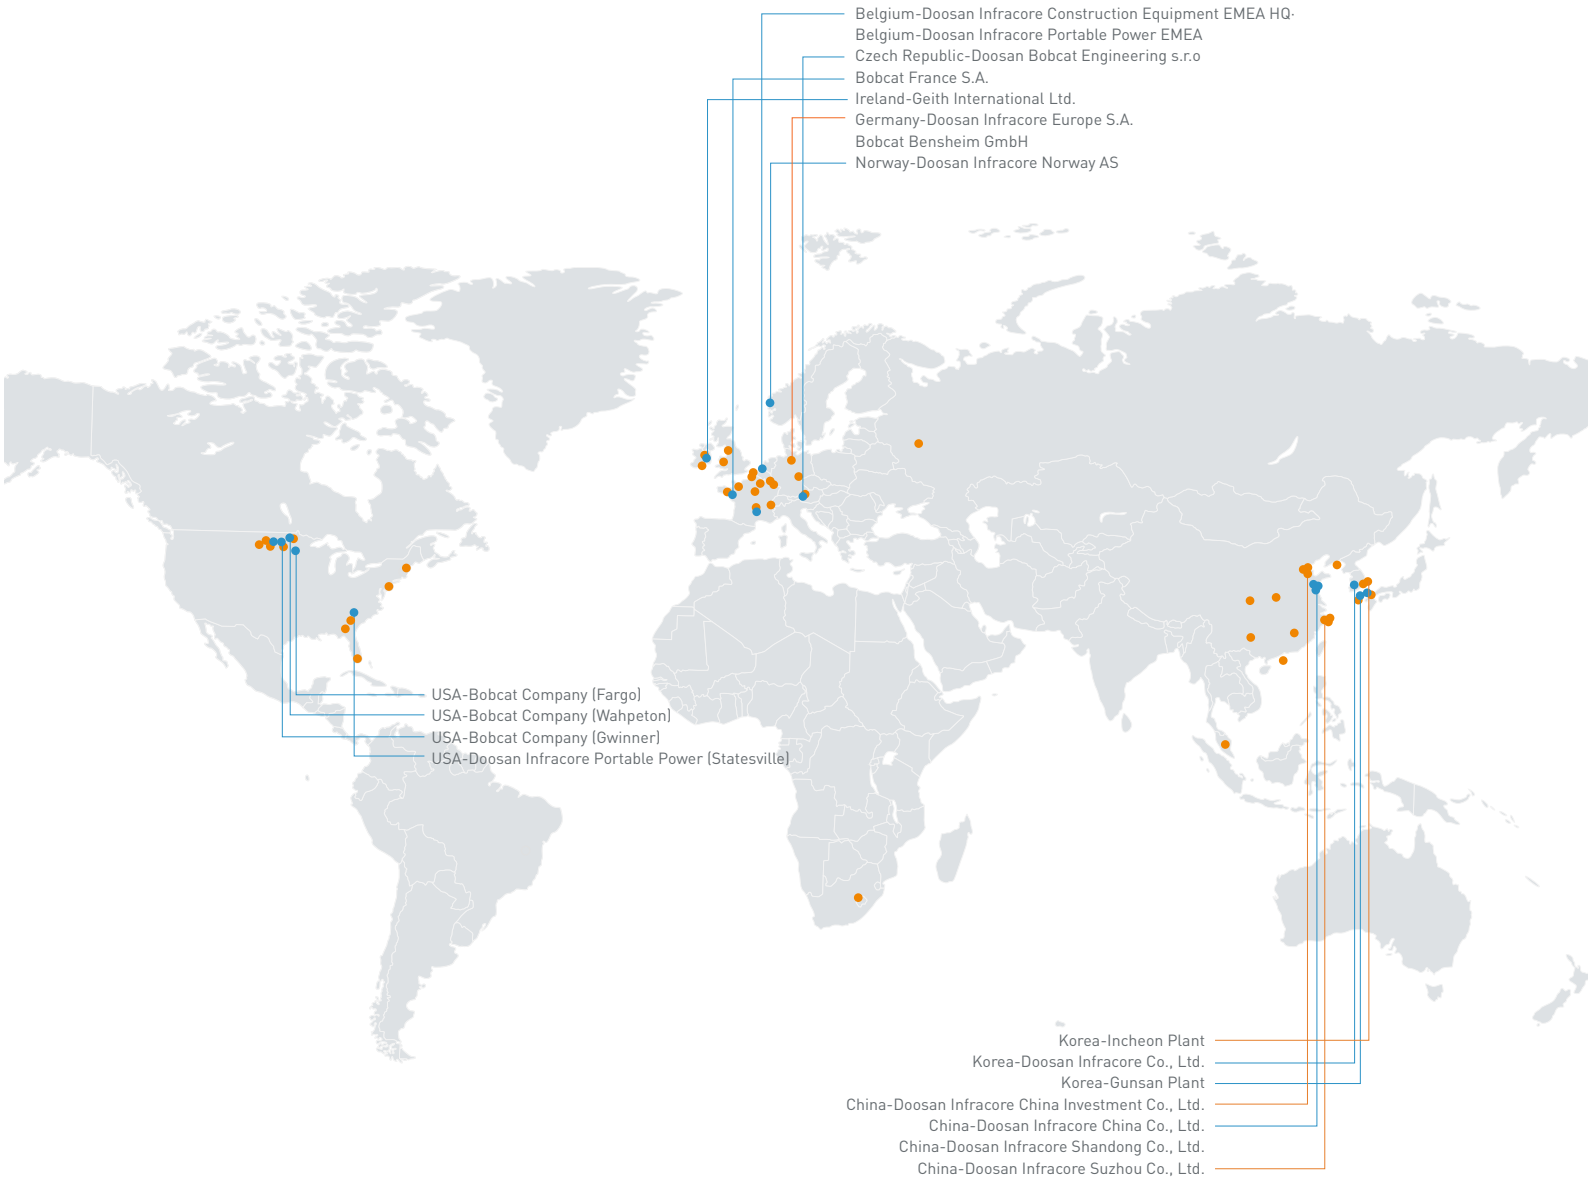 Belgium-Doosan Infracore Construction Equipment EMEA HQ·
Belgium-Doosan Infracore Portable Power EMEA
Czech Republic-Doosan Bobcat Engineering s.r.o
Bobcat France S.A.
Ireland-Geith International Ltd.
Germany-Doosan Infracore Europe S.A.
Bobcat Bensheim GmbH
Norway-Doosan Infracore Norway AS
USA-Bobcat Company (Fargo)
USA-Bobcat Company (Wahpeton)
USA-Bobcat Company (Gwinner)
USA-Doosan Infracore Portable Power (Statesville)
Korea-Incheon Plant
Korea-Doosan Infracore Co., Ltd.
Korea-Gunsan Plant
China-Doosan Infracore China Investment Co., Ltd.
China-Doosan Infracore China Co., Ltd.
China-Doosan Infracore Shandong Co., Ltd.
China-Doosan Infracore Suzhou Co., Ltd.